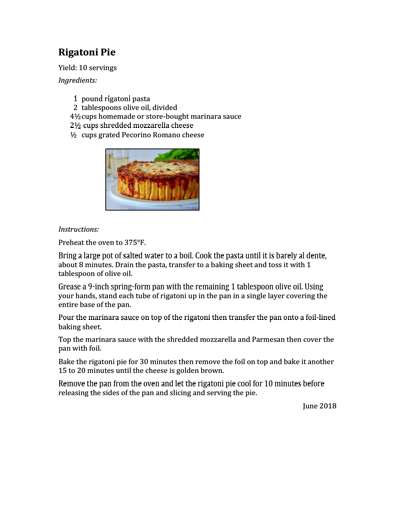 Rigatoni Pie
Yield: 10 servings
Ingredients:
1 pound rigatoni pasta
2 tablespoons olive oil, divided
4½ cups homemade or store-bought marinara sauce
2½ cups shredded mozzarella cheese
½ cups grated Pecorino Romano cheese
Instructions:
Preheat the oven to 375°F.
Bring a large pot of salted water to a boil. Cook the pasta until it is barely al dente,
about 8 minutes. Drain the pasta, transfer to a baking sheet and toss it with 1
tablespoon of olive oil.
Grease a 9-inch spring-form pan with the remaining 1 tablespoon olive oil. Using
your hands, stand each tube of rigatoni up in the pan in a single layer covering the
entire base of the pan.
Pour the marinara sauce on top of the rigatoni then transfer the pan onto a foil-lined
baking sheet.
Top the marinara sauce with the shredded mozzarella and Parmesan then cover the
pan with foil.
Bake the rigatoni pie for 30 minutes then remove the foil on top and bake it another
15 to 20 minutes until the cheese is golden brown.
Remove the pan from the oven and let the rigatoni pie cool for 10 minutes before
releasing the sides of the pan and slicing and serving the pie.
June 2018